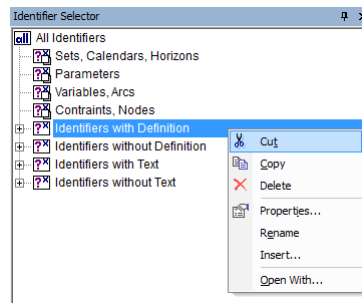 Identifier Selector
All Identifiers
Sets, Calendars, Horizons
Parameters
Variables, Arcs
Contraints, Nodes
Identifiers with Definition
Identifiers without Definition
Identifiers with Text
Identifiers without Text
Cut
Copy
Delete
Properties...
Rename
Insert...
Open With...